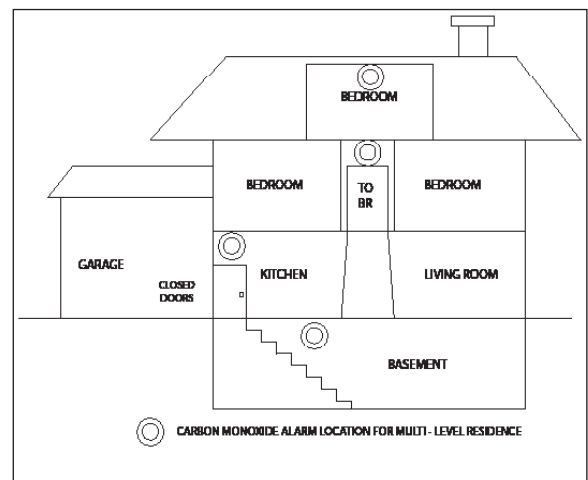 BEDROOM
BEDROOM
TO
BR
BEDROOM
GARAGE
CLOSED
DOORS
KITCHEN
LIVING ROOM
BASEMENT
CARBON MONOXIDE ALARM LOCATION FOR MULTI - LEVEL RESIDENCE